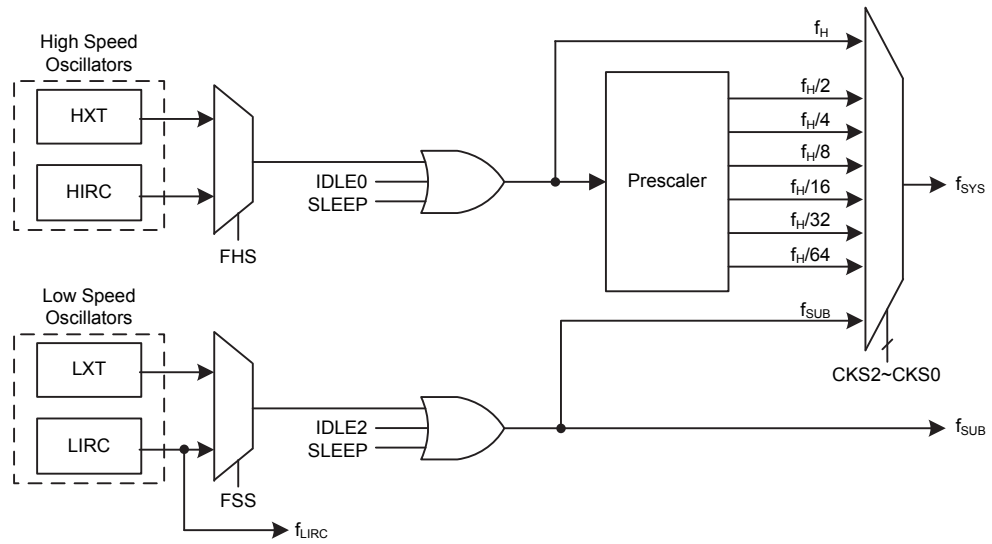 High Speed
Oscillators
HXT
HIRC
FHS
IDLE0
SLEEP
Prescaler
fH
fH/2
fH/4
fH/8
fH/16
fH/32
fH/64
fSUB
fSYS
CKS2~CKS0
Low Speed
Oscillators
LXT
LIRC
FSS
IDLE2
SLEEP
fSUB
fLIRC